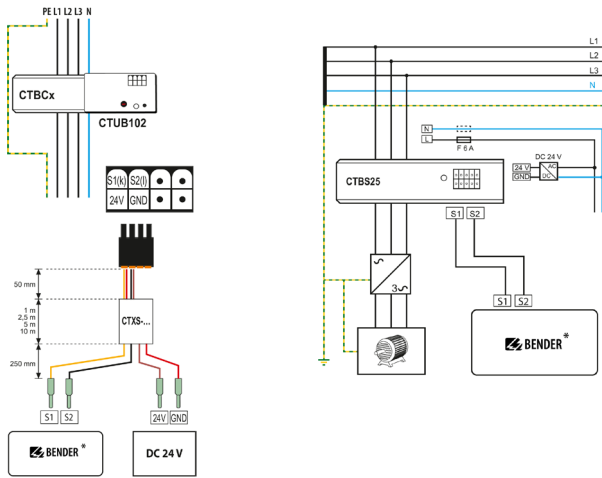 PE L1 L2 L3 N
CTBCx
CTUB102
S1(k) S2(l)
24V GND
50 mm
1 m
2,5 m
5 m
10 m
CTXS-...
250 mm
S1 S2
24V GND
BENDER *
DC 24 V
L1
L2
L3
N
N
L
F 6 A
DC 24 V
24 V
GND
AC
DC
CTBS25
S1 S2
3
S1 S2
BENDER *